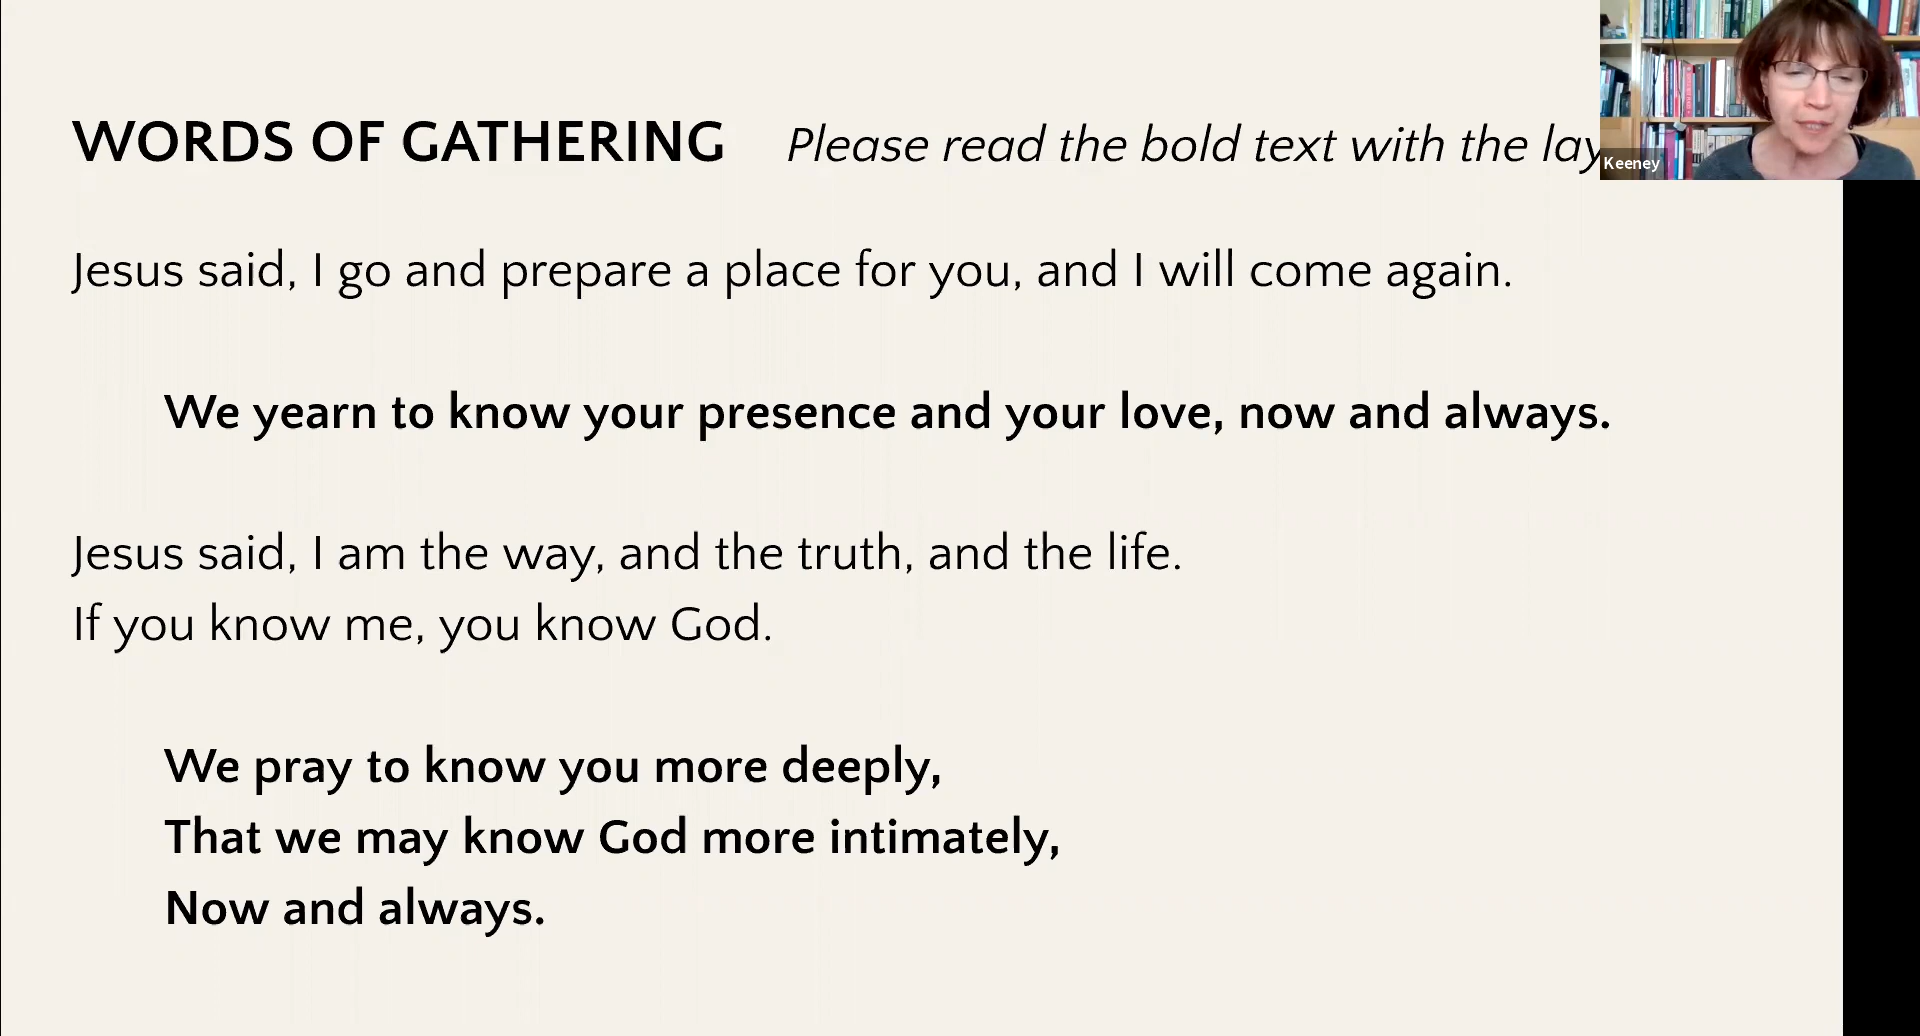 WORDS OF GATHERING Please read the bold text with the lay
Keeney
Jesus said, I go and prepare a place for you, and I will come again.
We yearn to know your presence and your love, now and always.
Jesus said, I am the way, and the truth, and the life.
If you know me, you know God.
We pray to know you more deeply,
That we may know God more intimately,
Now and always.